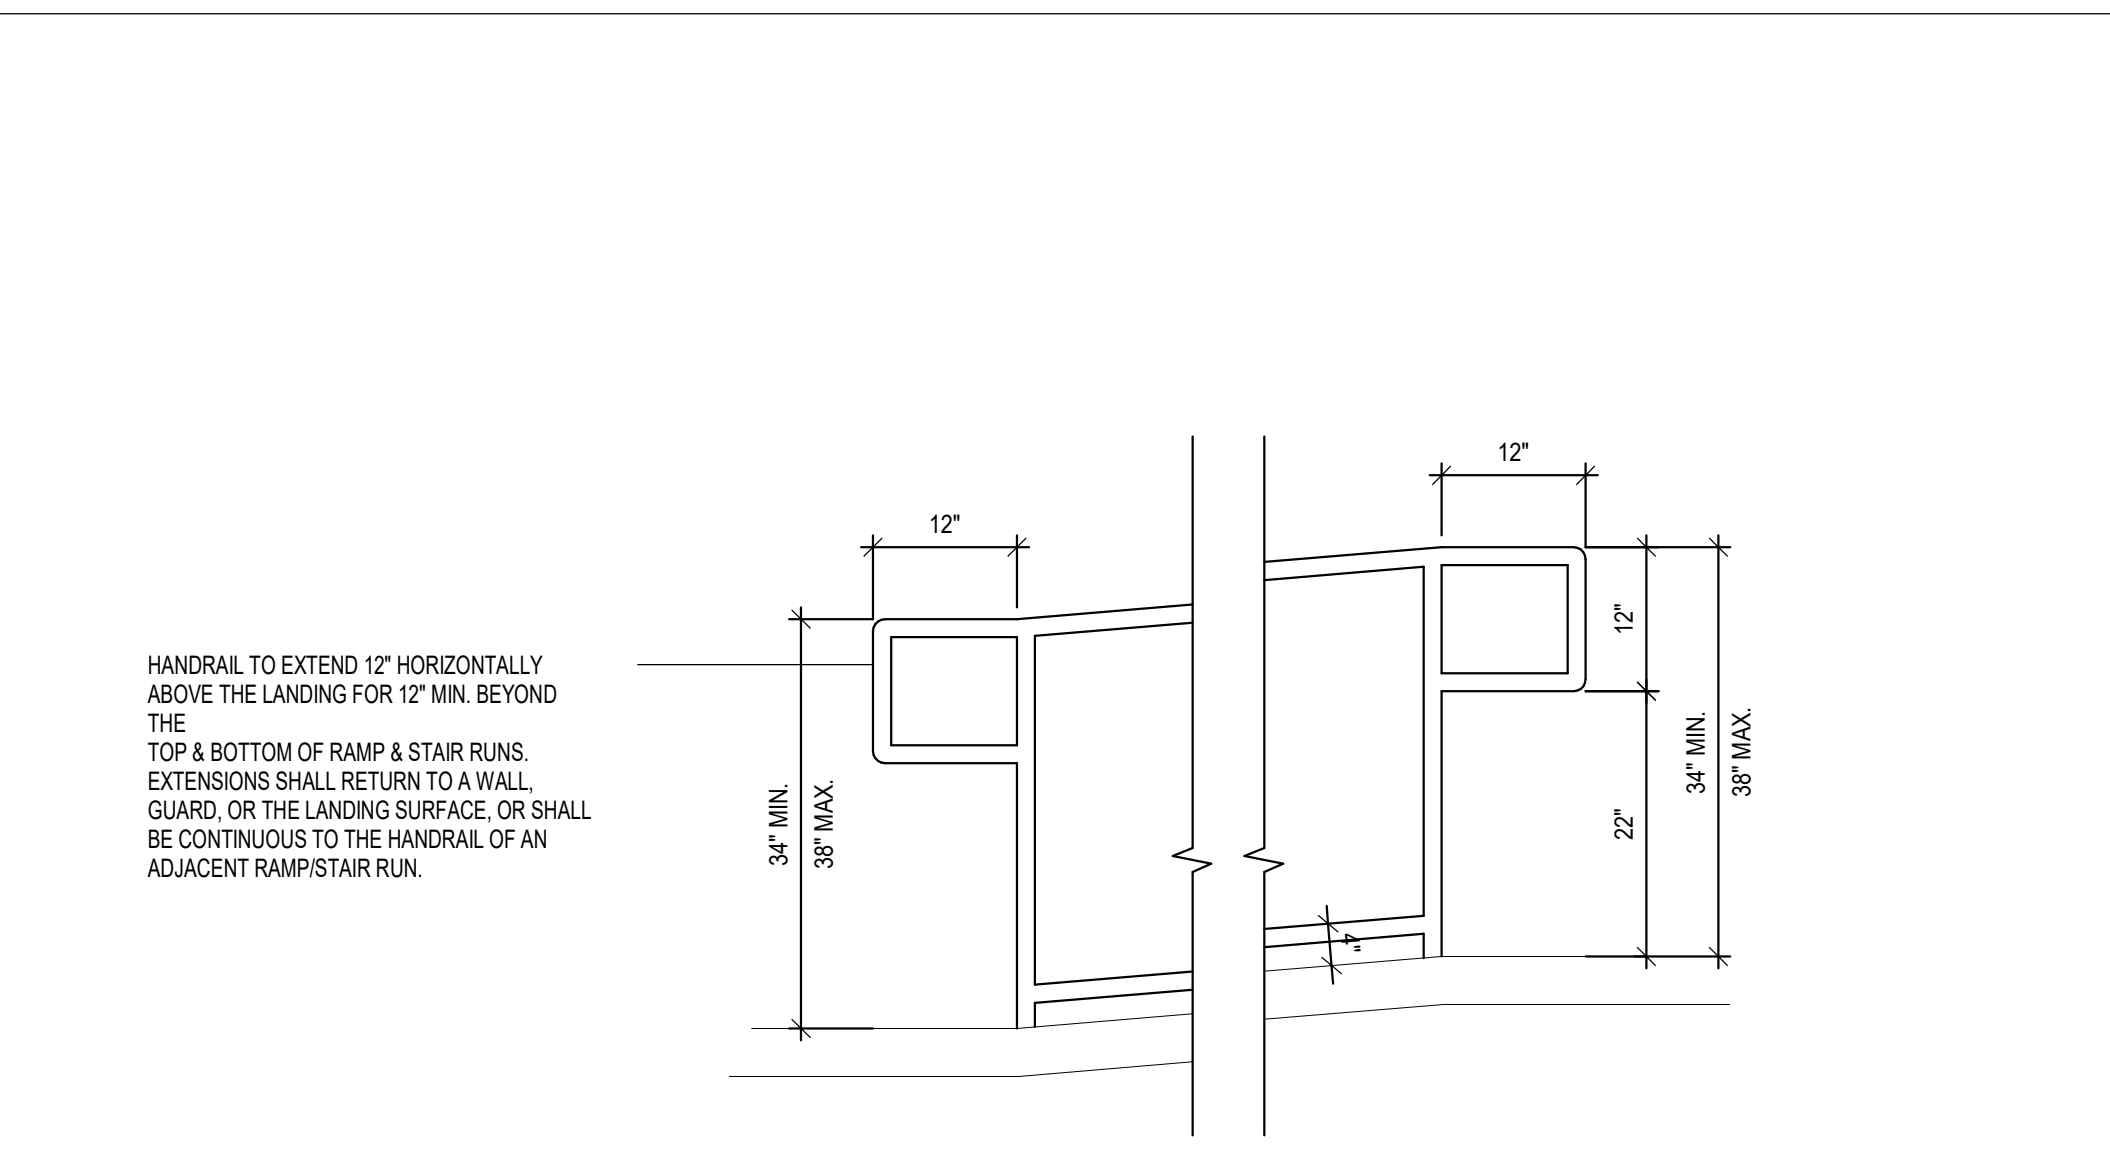 12"
12"
HANDRAIL TO EXTEND 12" HORIZONTALLY
ABOVE THE LANDING FOR 12" MIN. BEYOND
THE
TOP & BOTTOM OF RAMP & STAIR RUNS.
EXTENSIONS SHALL RETURN TO A WALL,
GUARD, OR THE LANDING SURFACE, OR SHALL
BE CONTINUOUS TO THE HANDRAIL OF AN
ADJACENT RAMP/STAIR RUN.
34" MIN.
38" MAX.
4"
12"
22"
34" MIN.
38" MAX.